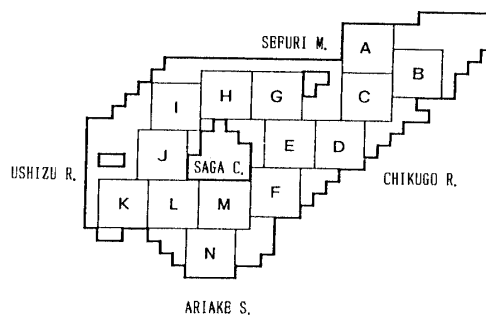 SEFURI M.
A
B
C
H
G
I
E
D
J
SAGA C.
USHIZU R.
CHIKUGO R.
F
K
L
M
N
ARIAKE S.